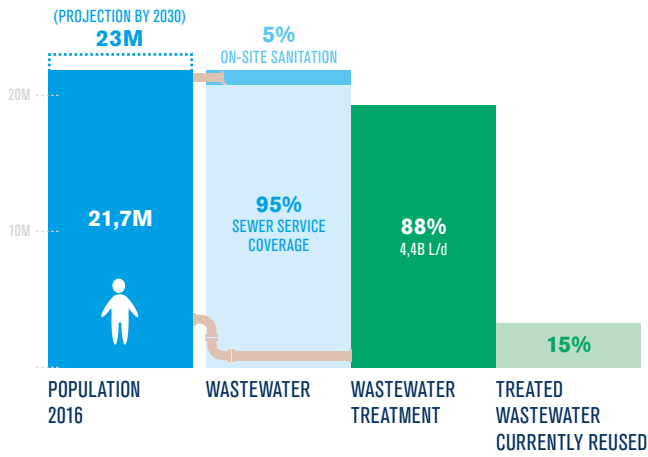 (PROJECTION BY 2030)
23M
5%
ON-SITE SANITATION
20M
10M
21,7M
95%
SEWER SERVICE
COVERAGE
88%
4,4B L/d
15%
POPULATION
2016
WASTEWATER
WASTEWATER
TREATMENT
TREATED
WASTEWATER
CURRENTLY REUSED